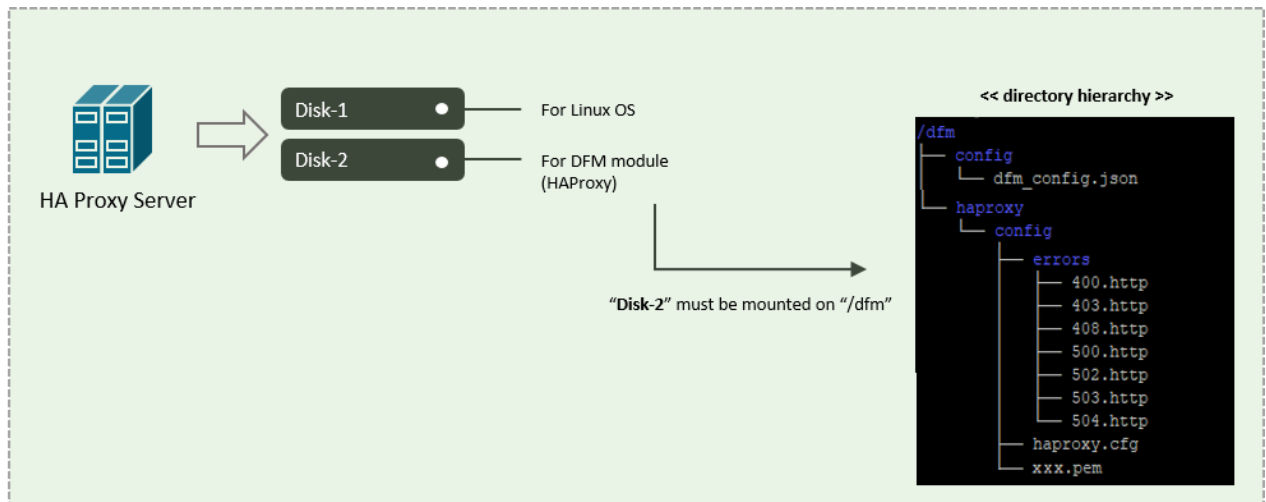 HA Proxy Server
Disk-1
For Linux OS
Disk-2
For DFM module
(HAProxy)
“Disk-2” must be mounted on “/dfm”
<< directory hierarchy >>
/dfm
├── config
│   └── dfm_config.json
└── haproxy
    └── config
        ├── errors
        │   ├── 400.http
        │   ├── 403.http
        │   ├── 408.http
        │   ├── 500.http
        │   ├── 502.http
        │   ├── 503.http
        │   └── 504.http
        ├── haproxy.cfg
        └── xxx.pem